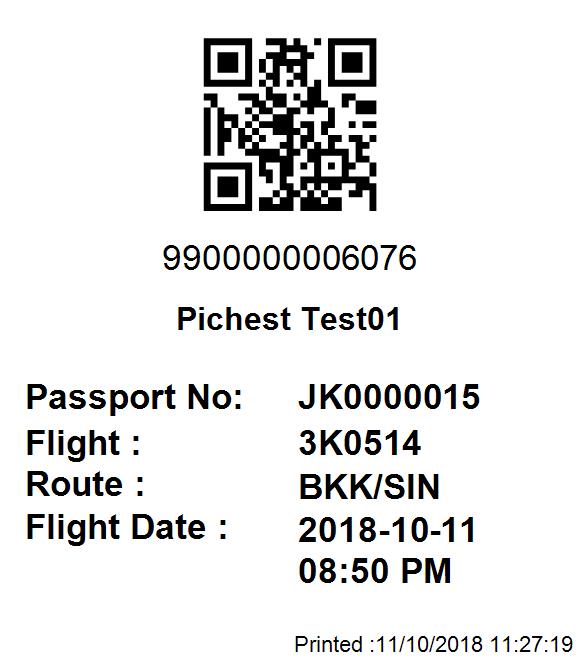 9900000006076
Pichest Test01
Passport No: JK0000015
Flight : 3K0514
Route : BKK/SIN
Flight Date : 2018-10-11
08:50 PM
Printed :11/10/2018 11:27:19